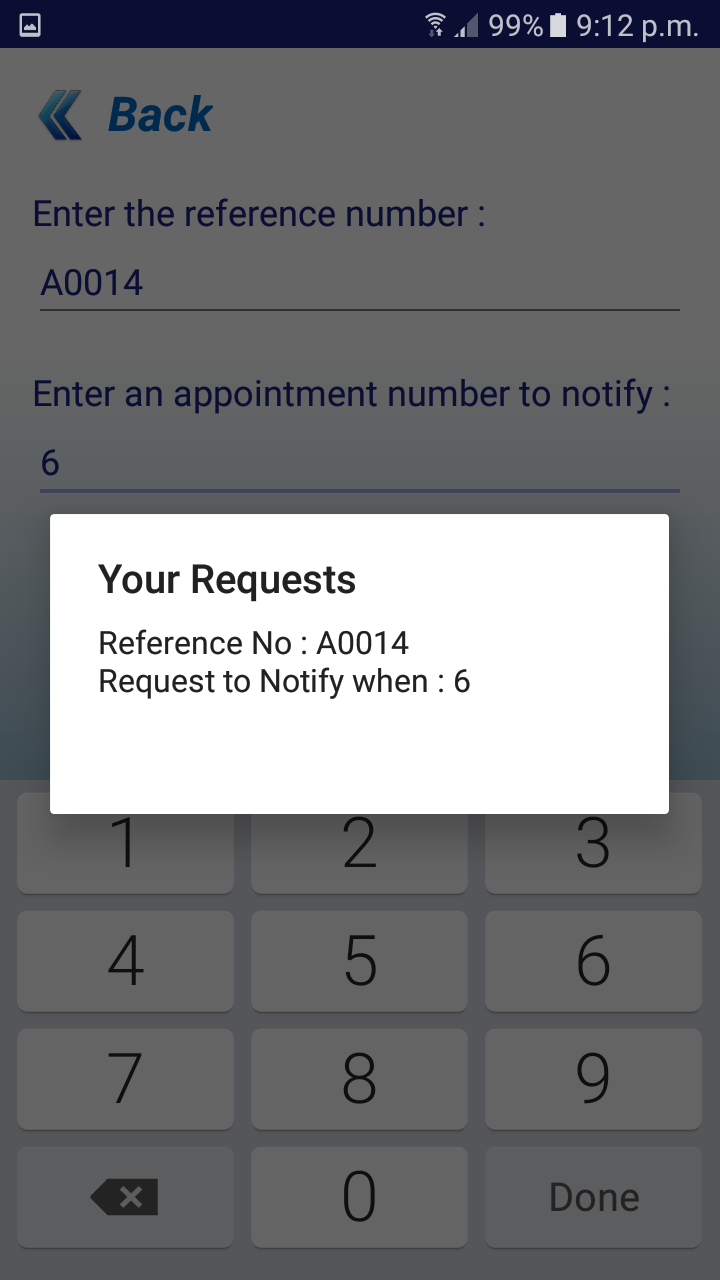 99% 9:12 p.m.
Back
Enter the reference number :
A0014
Enter an appointment number to notify :
6
Your Requests
Reference No : A0014
Request to Notify when : 6
1 2 3
4 5 6
7 8 9
0 Done